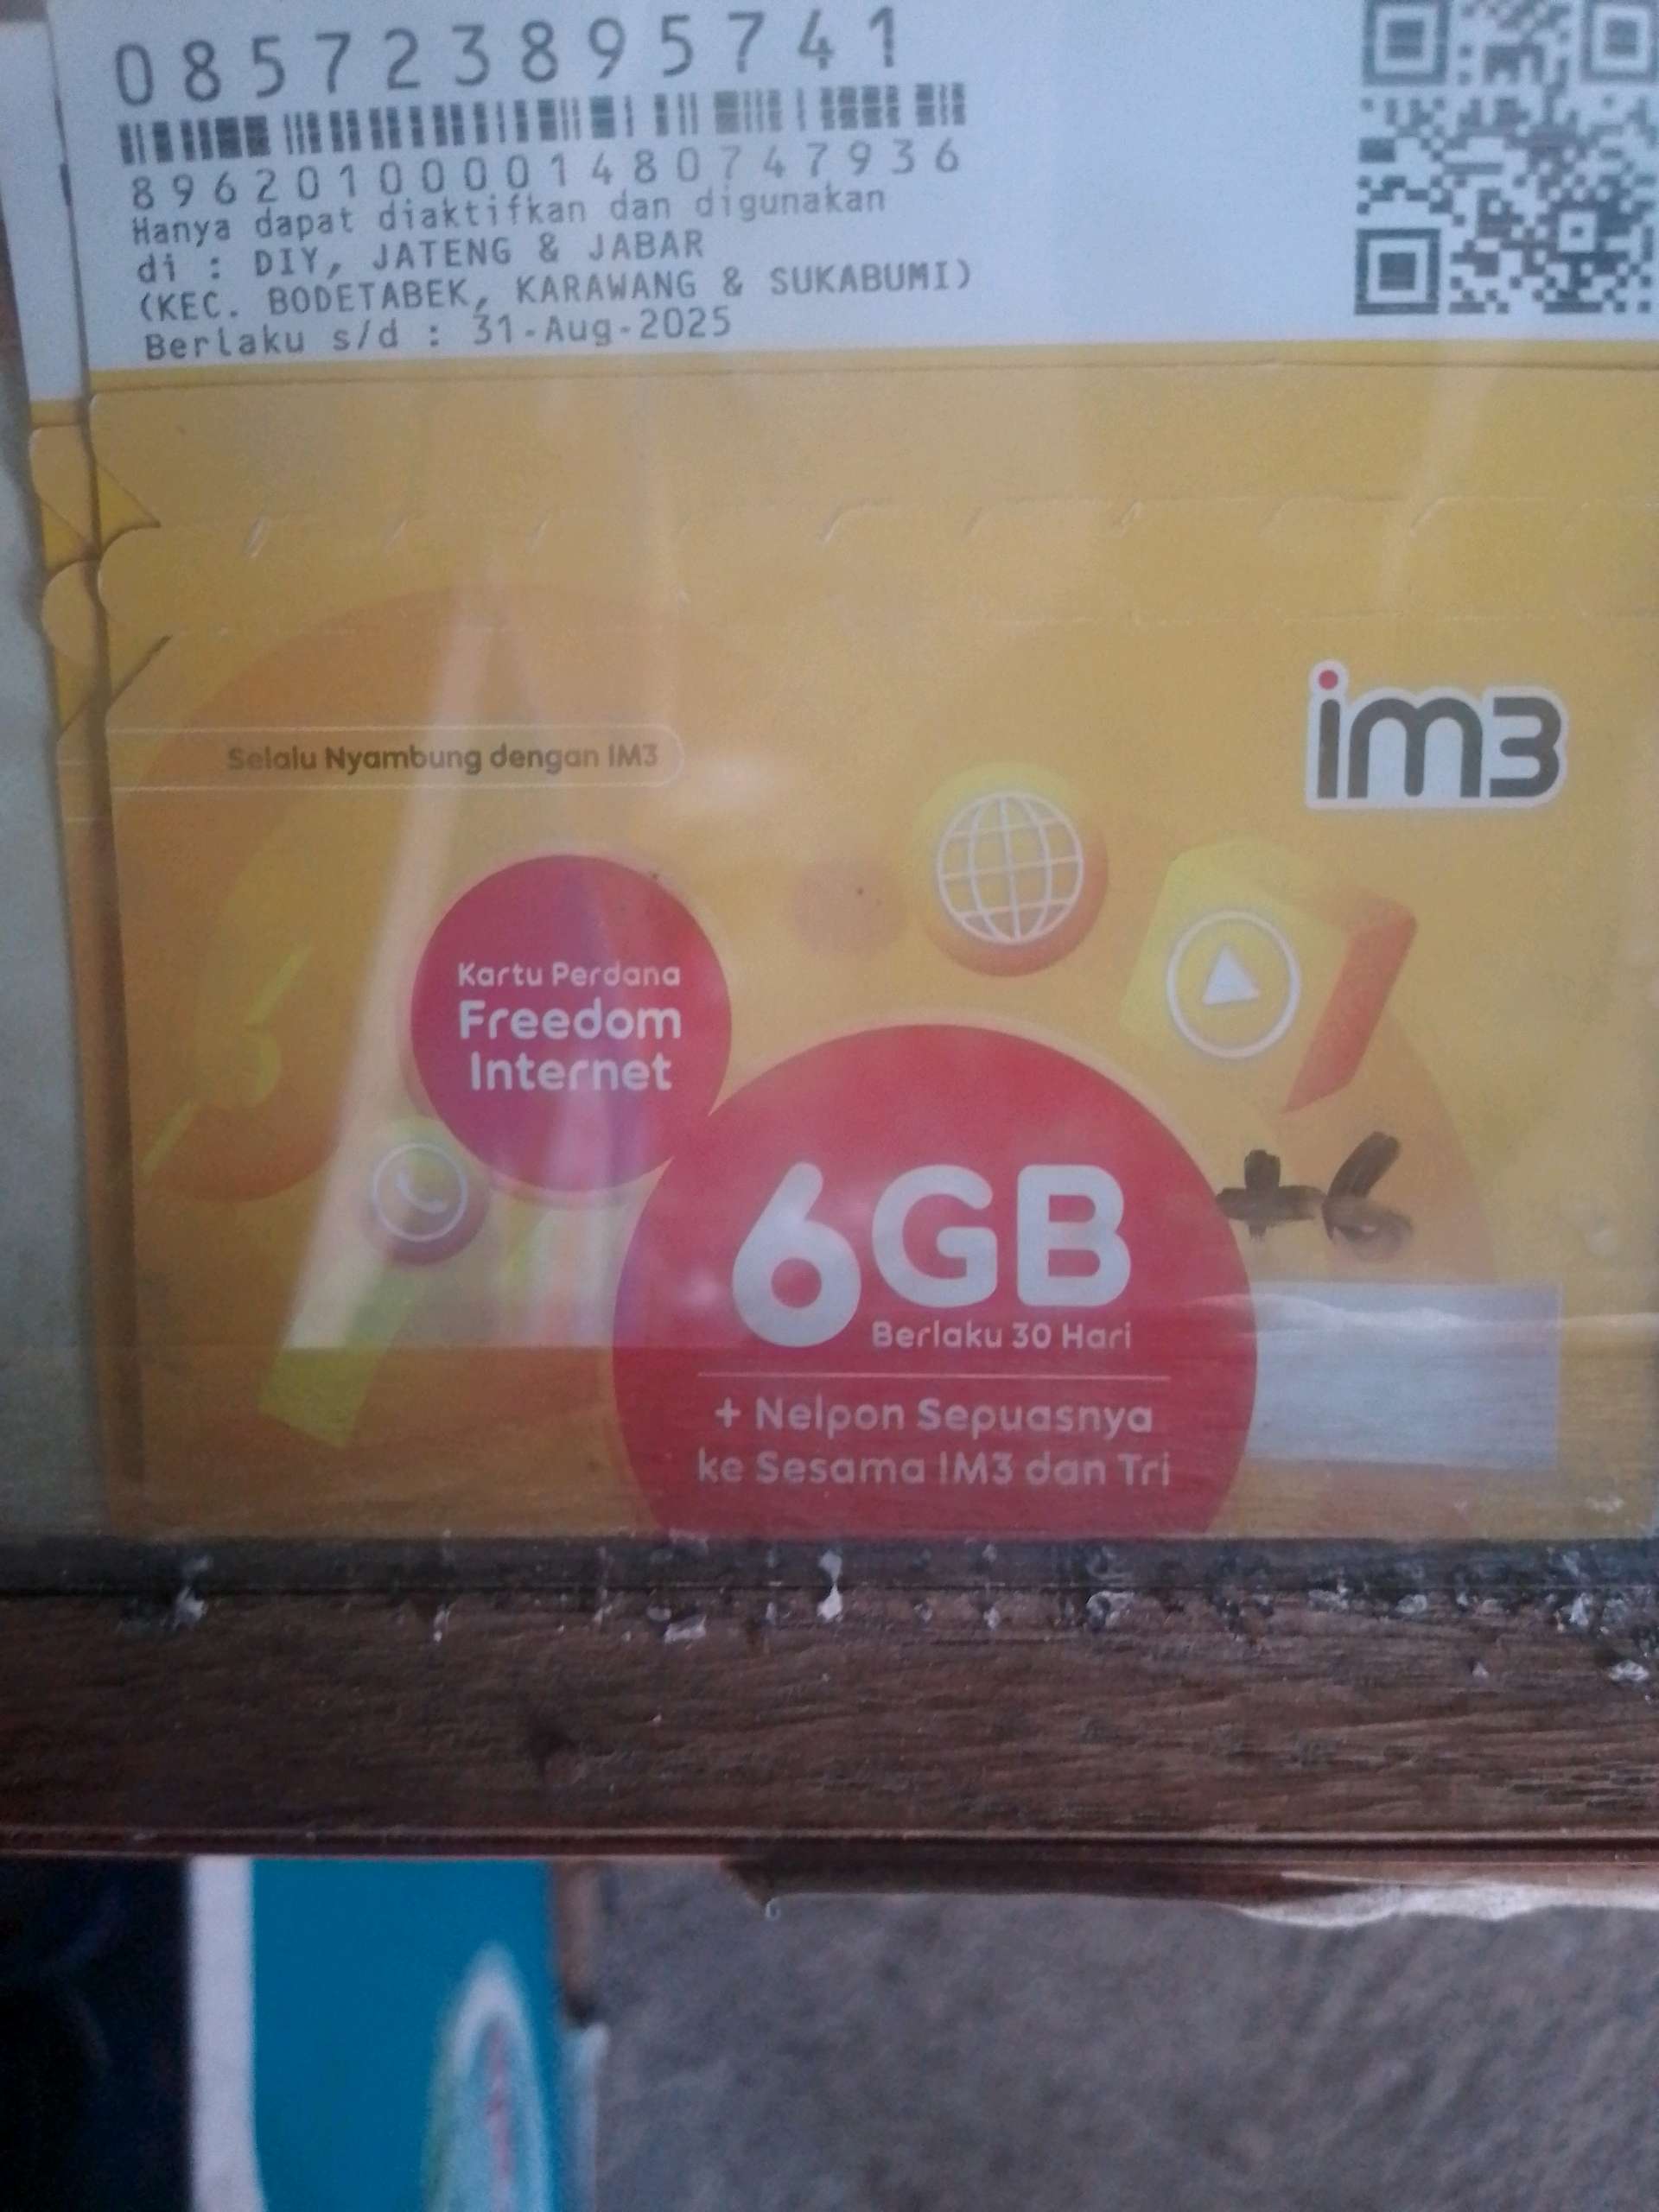 085723895741
89620100001480747936
Hanya dapat diaktifkan dan digunakan
di : DIY, JATENG & JABAR
(KEC. BODETABEK, KARAWANG & SUKABUMI)
Berlaku s/d : 31-Aug-2025
im3
Selalu Nyambung dengan IM3
Kartu Perdana
Freedom
Internet
6GB
+6
Berlaku 30 Hari
+ Nelpon Sepuasnya
ke Sesama IM3 dan Tri